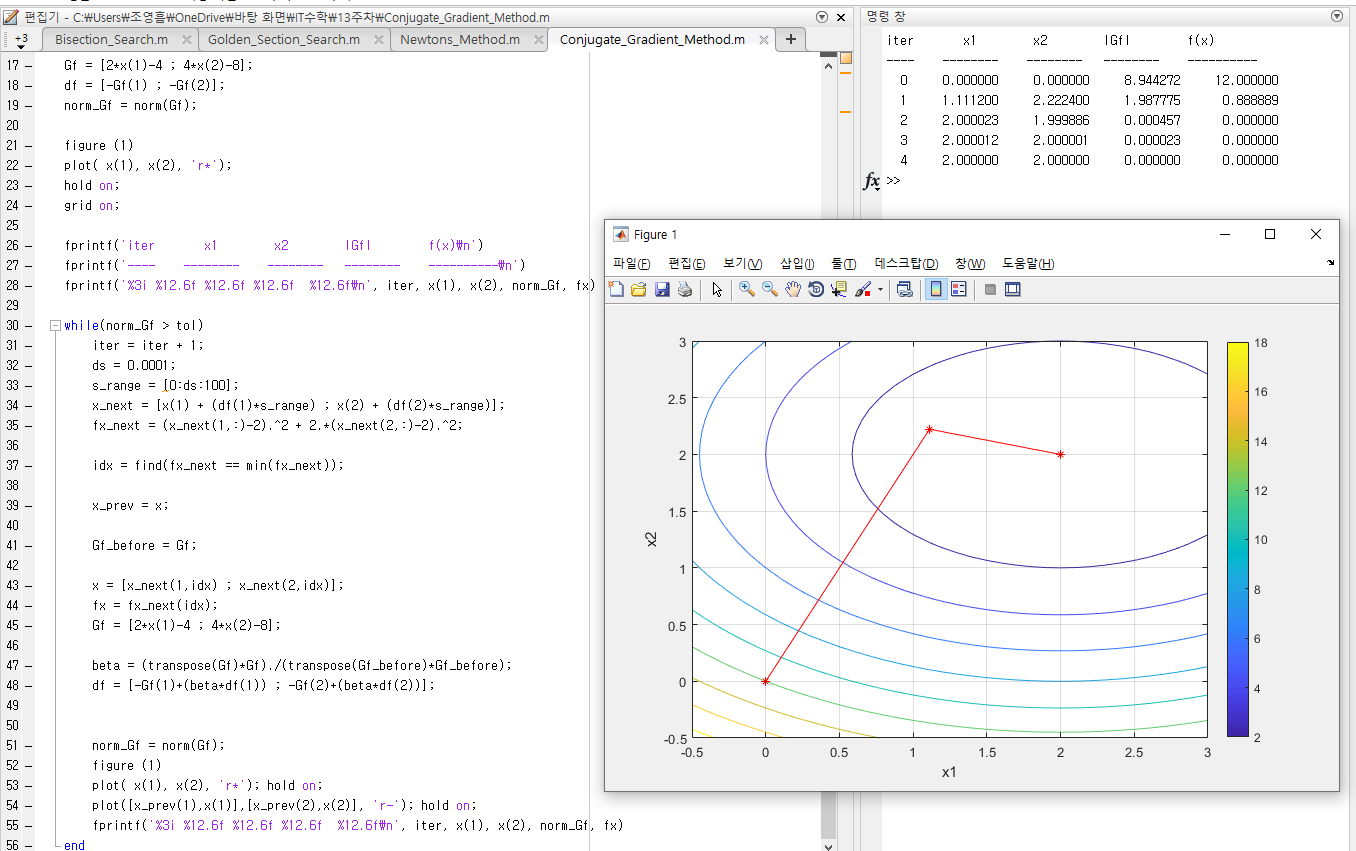 편집기 - C:₩Users₩조영흠₩OneDrive₩바탕 화면₩IT수학₩13주차₩Conjugate_Gradient_Method.m
+3 Bisection_Search.m Golden_Section_Search.m Newtons_Method.m Conjugate_Gradient_Method.m +
17 – Gf = [2*x(1)-4 ; 4*x(2)-8];
18 – df = [-Gf(1) ; -Gf(2)];
19 – norm_Gf = norm(Gf);
20
21 – figure (1)
22 – plot( x(1), x(2), 'r*');
23 – hold on;
24 – grid on;
25
26 – fprintf('iter x1 x2 |Gf| f(x)₩n')
27 – fprintf('---- -------- -------- -------- ----------₩n')
28 – fprintf('%3i %12.6f %12.6f %12.6f %12.6f₩n', iter, x(1), x(2), norm_Gf, fx)
29
30 – while(norm_Gf > tol)
31 – iter = iter + 1;
32 – ds = 0.0001;
33 – s_range = [0:ds:100];
34 – x_next = [x(1) + (df(1)*s_range) ; x(2) + (df(2)*s_range)];
35 – fx_next = (x_next(1,:)-2).^2 + 2.*(x_next(2,:)-2).^2;
36
37 – idx = find(fx_next == min(fx_next));
38
39 – x_prev = x;
40
41 – Gf_before = Gf;
42
43 – x = [x_next(1,idx) ; x_next(2,idx)];
44 – fx = fx_next(idx);
45 – Gf = [2*x(1)-4 ; 4*x(2)-8];
46
47 – beta = (transpose(Gf)*Gf)./(transpose(Gf_before)*Gf_before);
48 – df = [-Gf(1)+(beta*df(1)) ; -Gf(2)+(beta*df(2))];
49
50
51 – norm_Gf = norm(Gf);
52 – figure (1)
53 – plot( x(1), x(2), 'r*'); hold on;
54 – plot([x_prev(1),x(1)],[x_prev(2),x(2)], 'r-'); hold on;
55 – fprintf('%3i %12.6f %12.6f %12.6f %12.6f₩n', iter, x(1), x(2), norm_Gf, fx)
56 – end
명령 창
iter x1 x2 |Gf| f(x)
---- -------- -------- -------- ----------
0 0.000000 0.000000 8.944272 12.000000
1 1.111200 2.222400 1.987775 0.888889
2 2.000023 1.999886 0.000457 0.000000
3 2.000012 2.000001 0.000023 0.000000
4 2.000000 2.000000 0.000000 0.000000
fx >>
Figure 1
파일(F) 편집(E) 보기(V) 삽입(I) 툴(T) 데스크탑(D) 창(W) 도움말(H)
3
2.5
2
1.5
1
0.5
0
-0.5
x2
-0.5 0 0.5 1 1.5 2 2.5 3
x1
18
16
14
12
10
8
6
4
2